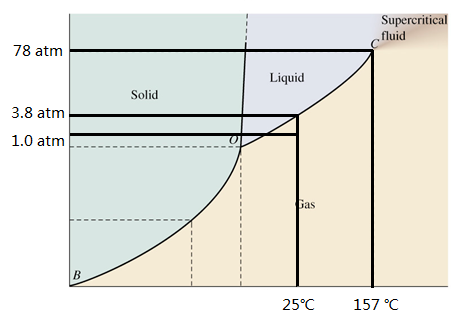 Supercritical
fluid
78 atm
C
Liquid
Solid
3.8 atm
1.0 atm
O
Gas
B
25℃
157 ℃